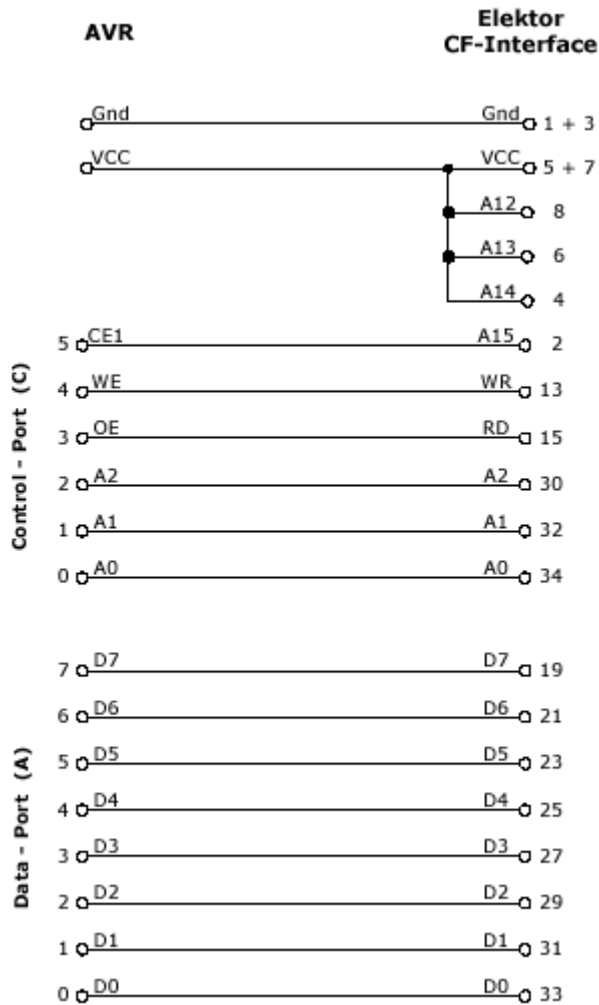 AVR Elektor
CF-Interface
Gnd Gnd 1 + 3
VCC VCC 5 + 7
A12 8
A13 6
A14 4
5 CE1 A15 2
4 WE WR 13
3 OE RD 15
2 A2 A2 30
1 A1 A1 32
0 A0 A0 34
Control - Port (C)
7 D7 D7 19
6 D6 D6 21
5 D5 D5 23
4 D4 D4 25
3 D3 D3 27
2 D2 D2 29
1 D1 D1 31
0 D0 D0 33
Data - Port (A)